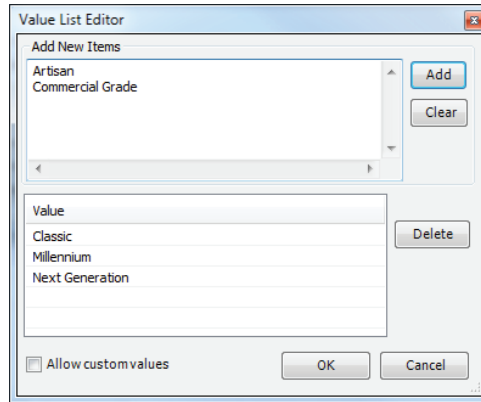 Value List Editor
Add New Items
Artisan
Commercial Grade
Add
Clear
Value
Classic
Millennium
Next Generation
Delete
Allow custom values
OK
Cancel